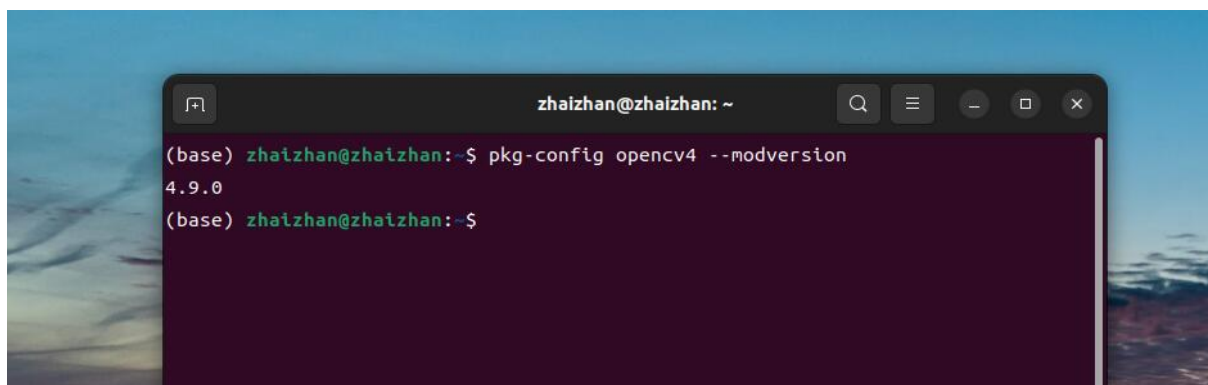 zhaizhan@zhaizhan: ~
(base) zhaizhan@zhaizhan:~$ pkg-config opencv4 --modversion
4.9.0
(base) zhaizhan@zhaizhan:~$